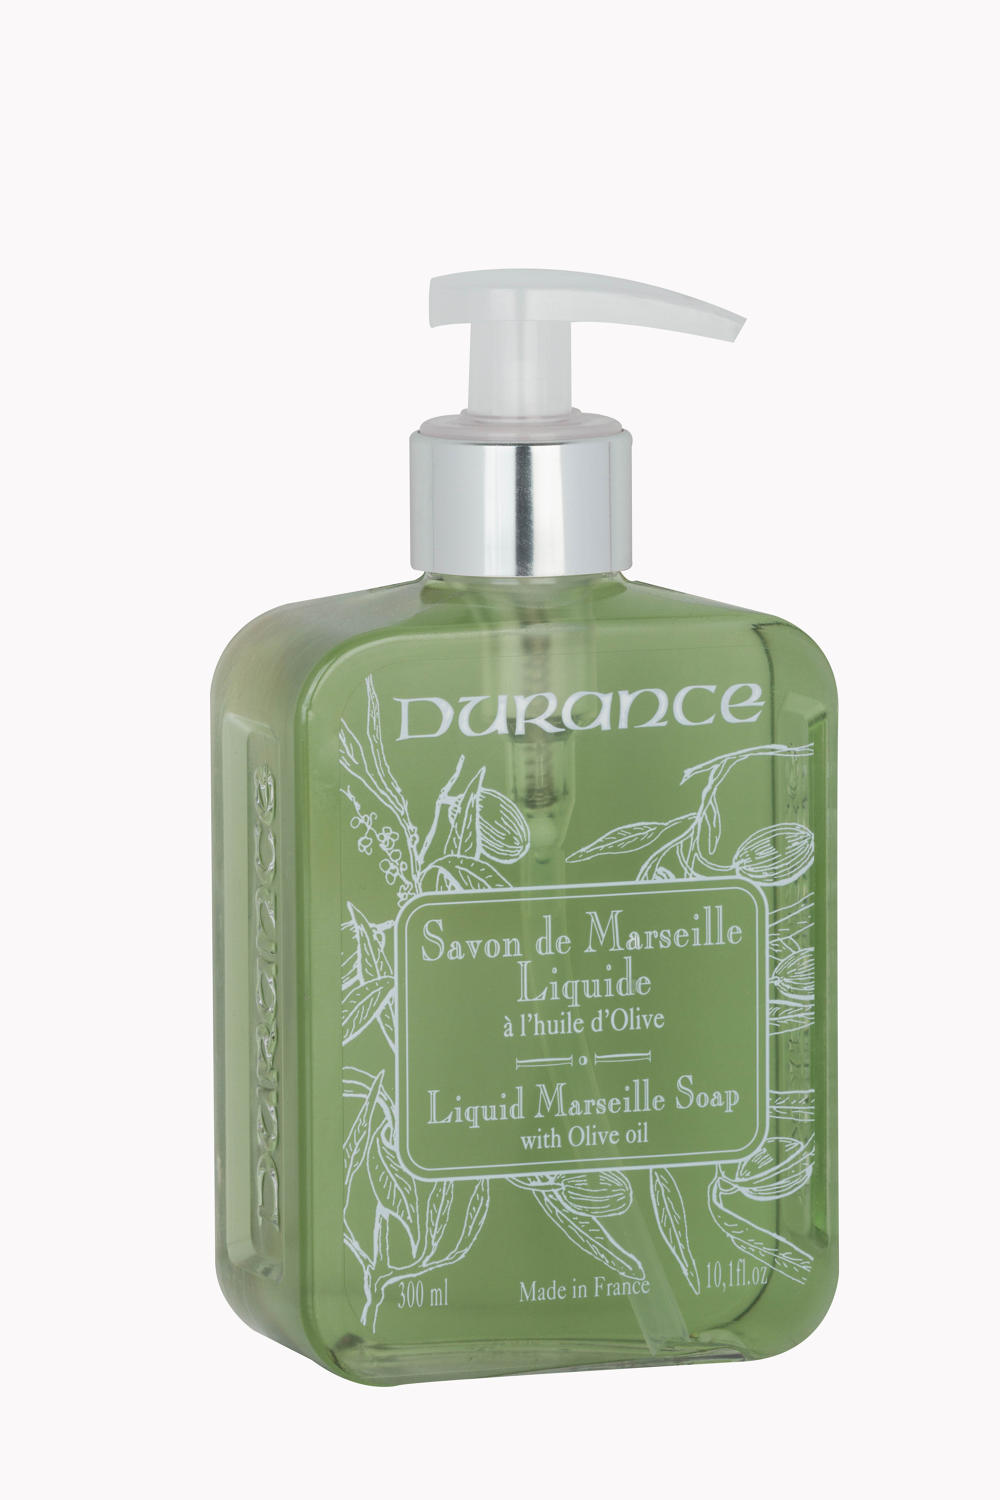 DURANCE
Savon de Marseille
Liquide
à l'huile d'Olive
Liquid Marseille Soap
with Olive oil
300 ml
Made in France
10,1fl.oz
DURANCE